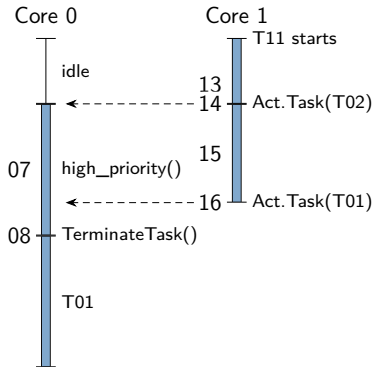 Core 0 Core 1
T11 starts
idle
13
14 Act.Task(T02)
15
07 high_priority()
16 Act.Task(T01)
08 TerminateTask()
T01